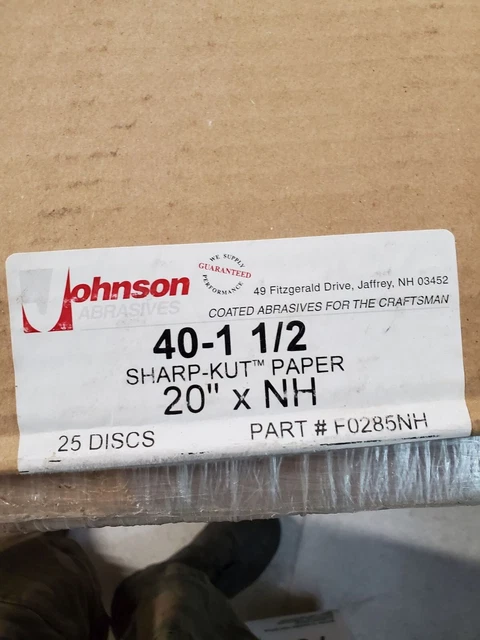 Johnson
ABRASIVES
WE SUPPLY
GUARANTEED
PERFORMANCE
49 Fitzgerald Drive, Jaffrey, NH 03452
COATED ABRASIVES FOR THE CRAFTSMAN
40-1 1/2
SHARP-KUT™ PAPER
20" x NH
25 DISCS
PART # F0285NH